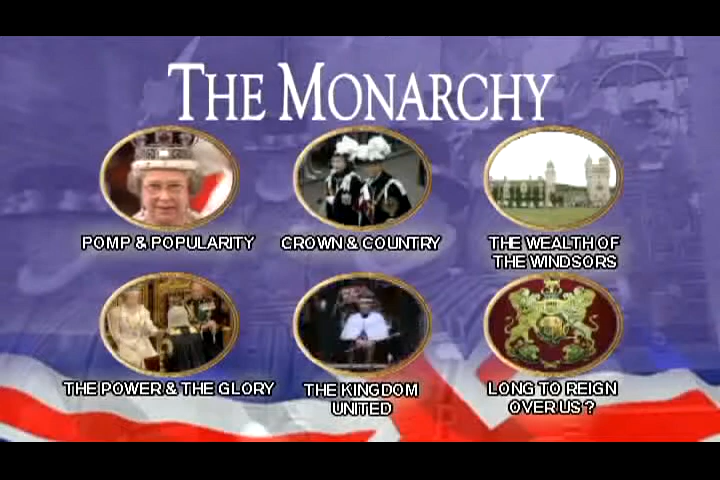 THE MONARCHY
POMP & POPULARITY
CROWN & COUNTRY
THE WEALTH OF
THE WINDSORS
THE POWER & THE GLORY
THE KINGDOM
UNITED
LONG TO REIGN
OVER US ?